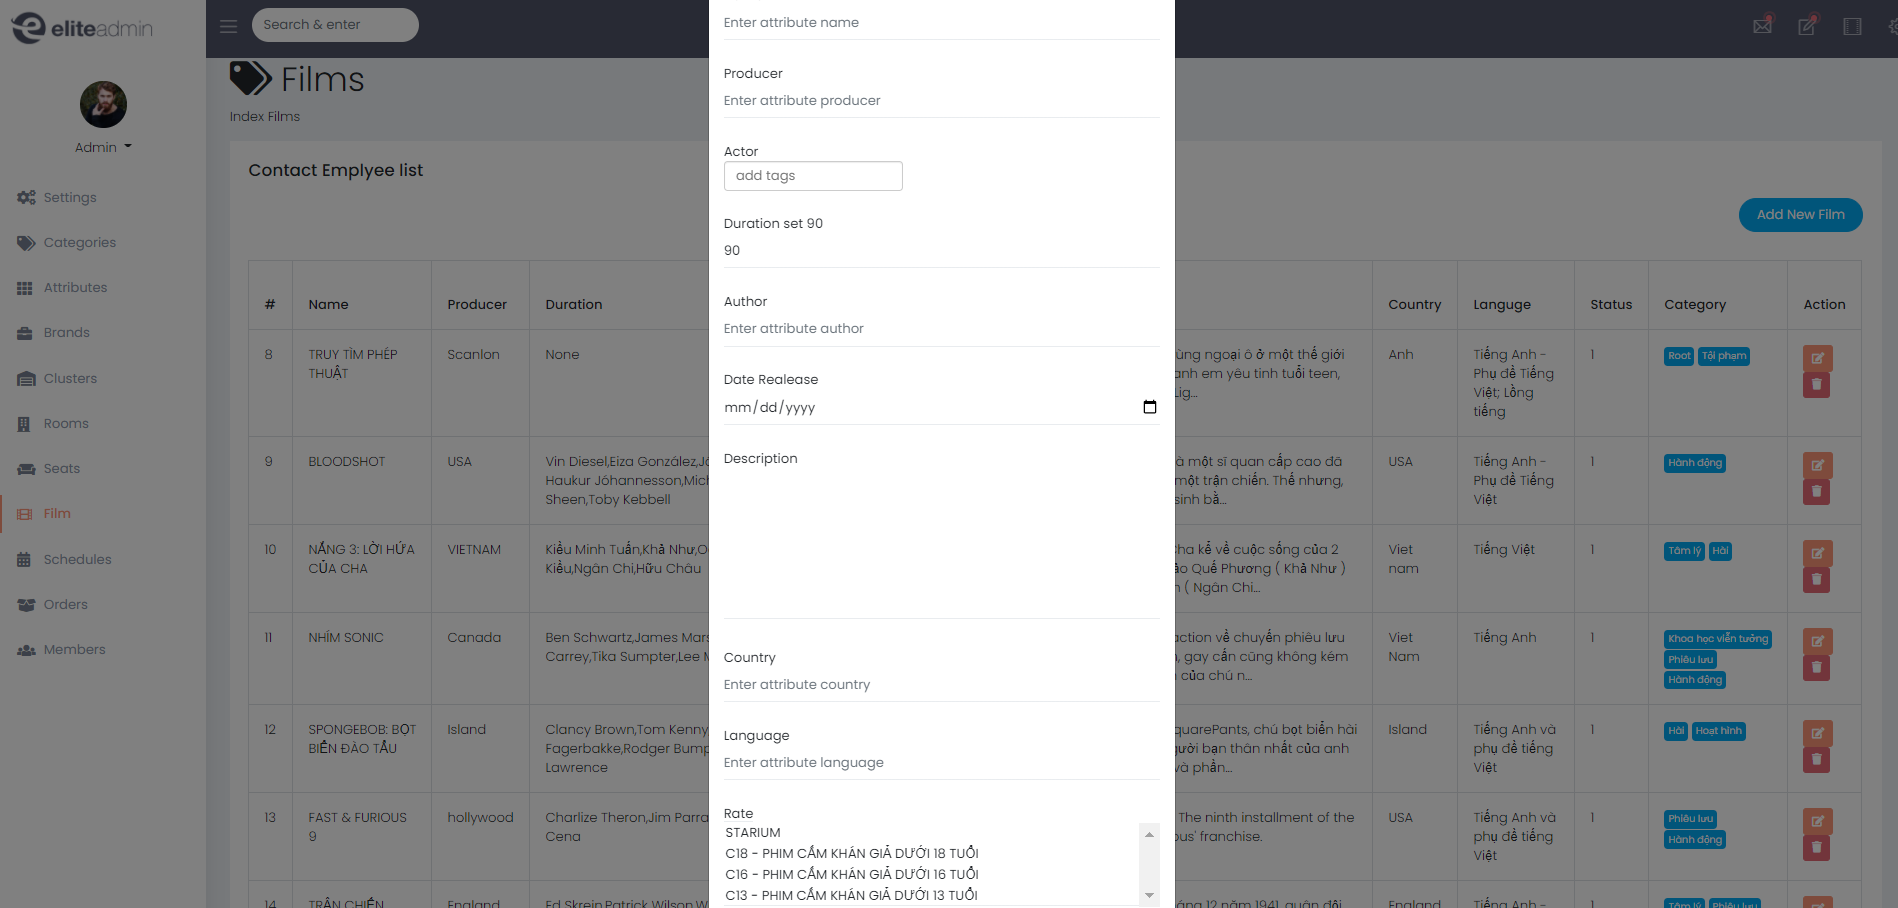 eliteadmin
Search & enter
Admin
Settings
Categories
Attributes
Brands
Clusters
Rooms
Seats
Film
Schedules
Orders
Members
Films
Index Films
Contact Emplyee list
Add New Film
Enter attribute name
Producer
Enter attribute producer
Actor
add tags
Duration set 90
90
Author
Enter attribute author
Date Realease
mm/dd/yyyy
Description
Country
Enter attribute country
Language
Enter attribute language
Rate
STARIUM
C18 - PHIM CẤM KHÁN GIẢ DƯỚI 18 TUỔI
C16 - PHIM CẤM KHÁN GIẢ DƯỚI 16 TUỔI
C13 - PHIM CẤM KHÁN GIẢ DƯỚI 13 TUỔI
# Name Producer Duration Country Languge Status Category Action
8 TRUY TÌM PHÉP Scanlon None ùng ngoại ô ở một thế giới Anh Tiếng Anh - 1 Root Tội phạm
THUẬT anh em yêu tinh tuổi teen, Phụ đề Tiếng
Lig... Việt; Lồng
tiếng
9 BLOODSHOT USA Vin Diesel,Eiza González, à một sĩ quan cấp cao đã USA Tiếng Anh - 1 Hành động
Haukur Jóhannesson, một trận chiến. Thế nhưng, Phụ đề Tiếng
Sheen,Toby Kebbell sinh bằ... Việt
10 NẮNG 3: LỜI HỨA VIETNAM Kiều Minh Tuấn,Khả Như, Cha kể về cuộc sống của 2 Viet Tiếng Việt 1 Tâm lý Hài
CỦA CHA Kiều,Ngân Chi,Hữu Châu ảo Quế Phương ( Khả Như ) nam
( Ngân Chi...
11 NHÍM SONIC Canada Ben Schwartz,James action về chuyến phiêu lưu Viet Tiếng Anh 1 Khoa học viễn tưởng
Carrey,Tika Sumpter,Lee gay cấn cũng không kém Nam Phiêu lưu
của chú n... Hành động
12 SPONGEBOB: BỌT Island Clancy Brown,Tom Kenny quarePants, chú bọt biển hài Island Tiếng Anh và 1 Hài Hoạt hình
BIỂN ĐÀO TẨU Fagerbakke,Rodger người bạn thân nhất của anh phụ đề tiếng
Lawrence và phần... Việt
13 FAST & FURIOUS hollywood Charlize Theron,Jim The ninth installment of the USA Tiếng Anh và 1 Phiêu lưu
9 Cena ous' franchise. phụ đề tiếng Hành động
Việt
14 TRÂN CHIẾN England Ed Skrein,Patrick Wilson, 12 năm 1941, quân đội England Tiếng Anh - 1 Tâm lý Phiêu lưu